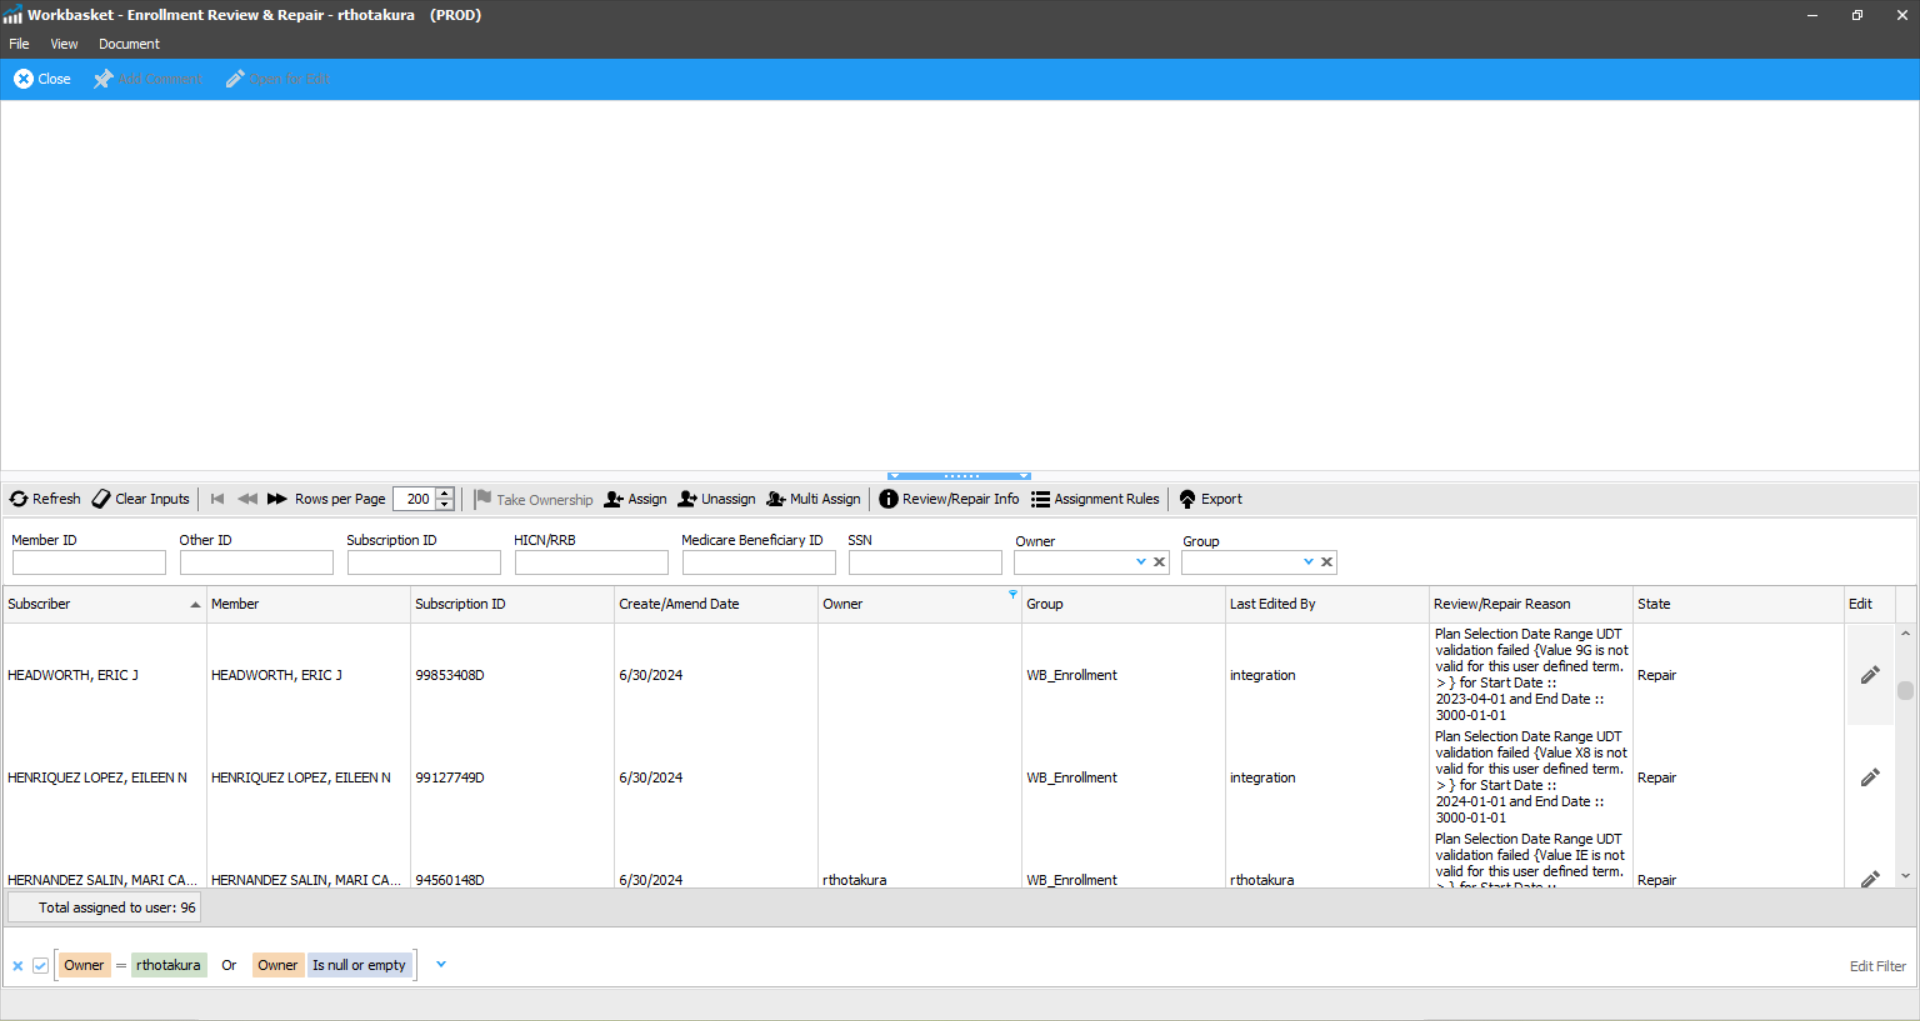 Workbasket - Enrollment Review & Repair - rthotakura (PROD)
File View Document
Close Add Comment Open for Edit
Refresh Clear Inputs Rows per Page 200 Take Ownership Assign Unassign Multi Assign Review/Repair Info Assignment Rules Export
Member ID Other ID Subscription ID HICN/RRB Medicare Beneficiary ID SSN Owner Group
Subscriber Member Subscription ID Create/Amend Date Owner Group Last Edited By Review/Repair Reason State Edit
HEADWORTH, ERIC J HEADWORTH, ERIC J 99853408D 6/30/2024 WB_Enrollment integration
Plan Selection Date Range UDT
validation failed {Value 9G is not
valid for this user defined term.
> } for Start Date ::
2023-04-01 and End Date ::
3000-01-01
Repair
HENRIQUEZ LOPEZ, EILEEN N HENRIQUEZ LOPEZ, EILEEN N 99127749D 6/30/2024 WB_Enrollment integration
Plan Selection Date Range UDT
validation failed {Value X8 is not
valid for this user defined term.
> } for Start Date ::
2024-01-01 and End Date ::
3000-01-01
Repair
HERNANDEZ SALIN, MARI CA... HERNANDEZ SALIN, MARI CA... 94560148D 6/30/2024 rthotakura WB_Enrollment rthotakura
Plan Selection Date Range UDT
validation failed {Value IE is not
valid for this user defined term.
> } for Start Date ::
Repair
Total assigned to user: 96
Owner = rthotakura Or Owner Is null or empty
Edit Filter